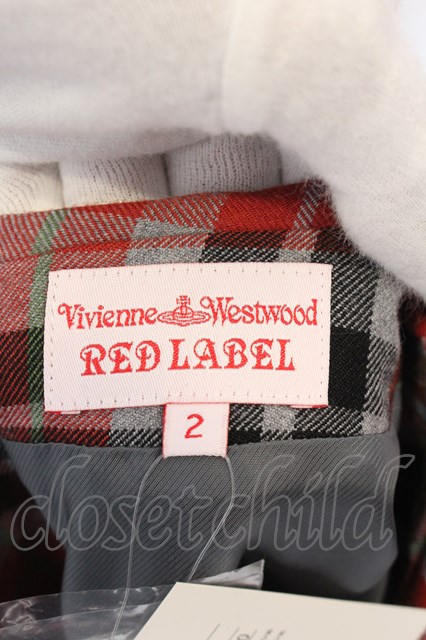 Vivienne Westwood
RED LABEL
2
closet child